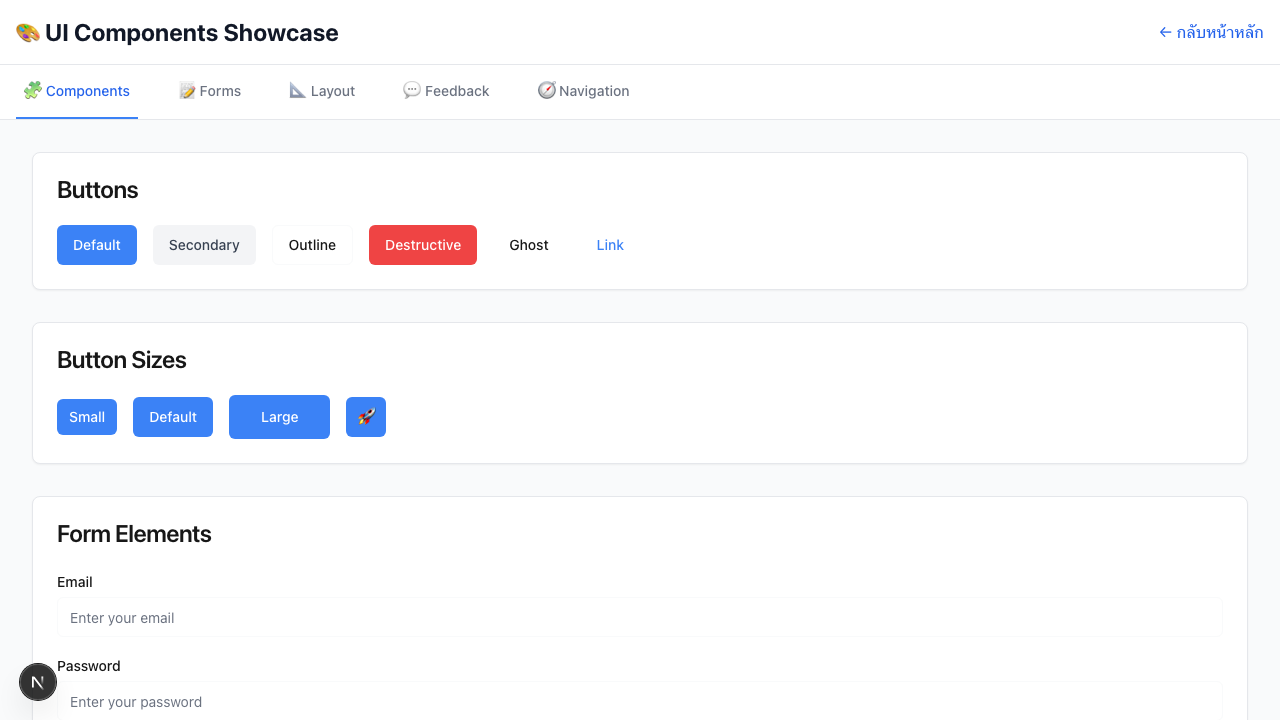 UI Components Showcase
← กลับหน้าหลัก
Components
Forms
Layout
Feedback
Navigation
Buttons
Default
Secondary
Outline
Destructive
Ghost
Link
Button Sizes
Small
Default
Large
Form Elements
Email
Enter your email
Password
Enter your password
N